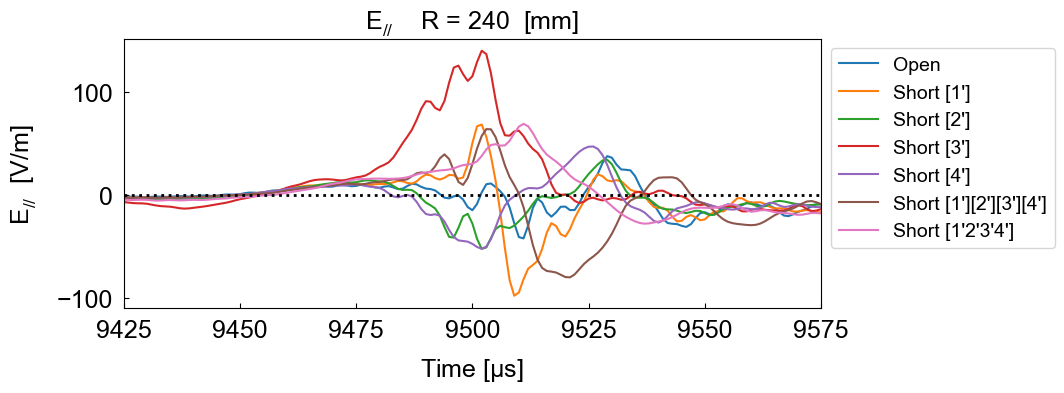 E// R = 240 [mm]
E// [V/m]
100
0
−100
9425 9450 9475 9500 9525 9550 9575
Time [μs]
Open
Short [1']
Short [2']
Short [3']
Short [4']
Short [1'][2'][3'][4']
Short [1'2'3'4']